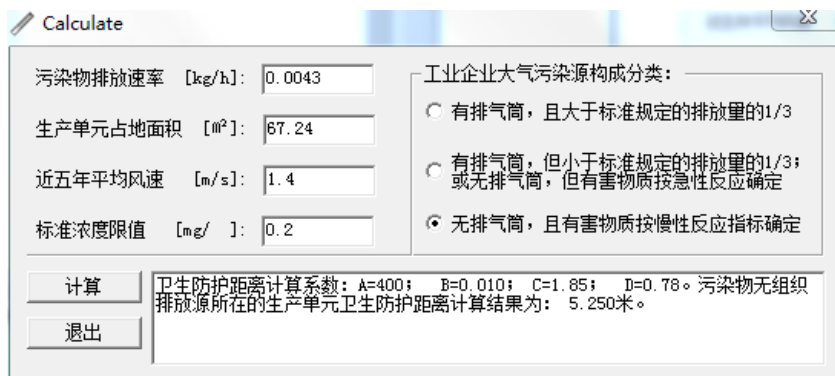 Calculate
污染物排放速率 [kg/h]: 0.0043
生产单元占地面积 [m²]: 67.24
近五年平均风速 [m/s]: 1.4
标准浓度限值 [mg/ ]: 0.2
工业企业大气污染源构成分类:
有排气筒，且大于标准规定的排放量的1/3
有排气筒，但小于标准规定的排放量的1/3；
或无排气筒，但有害物质按急性反应确定
无排气筒，且有害物质按慢性反应指标确定
计算
退出
卫生防护距离计算系数: A=400; B=0.010; C=1.85; D=0.78。污染物无组织
排放源所在的生产单元卫生防护距离计算结果为: 5.250米。